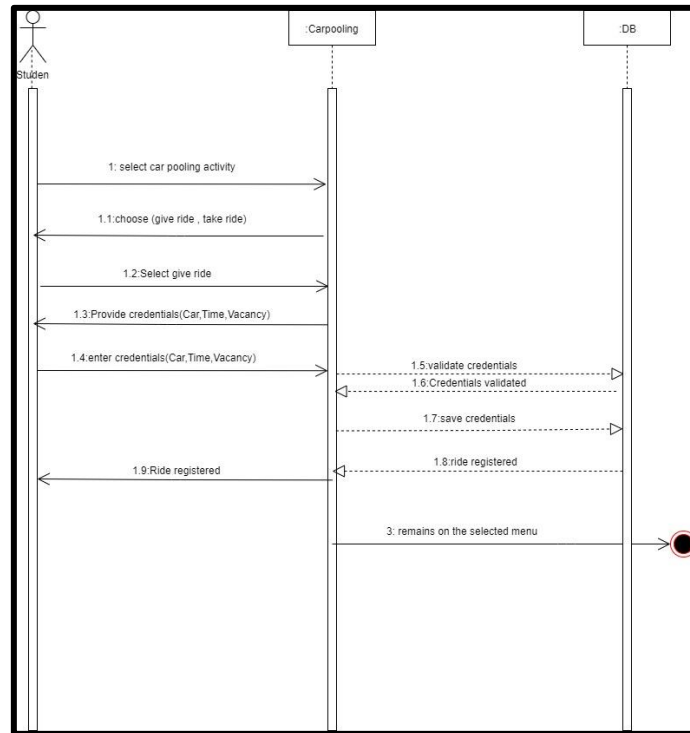 :Carpooling
:DB
Studen
1: select car pooling activity
1.1:choose (give ride , take ride)
1.2:Select give ride
1.3:Provide credentials(Car,Time,Vacancy)
1.4:enter credentials(Car,Time,Vacancy)
1.5:validate credentials
1.6:Credentials validated
1.7:save credentials
1.8:ride registered
1.9:Ride registered
3: remains on the selected menu